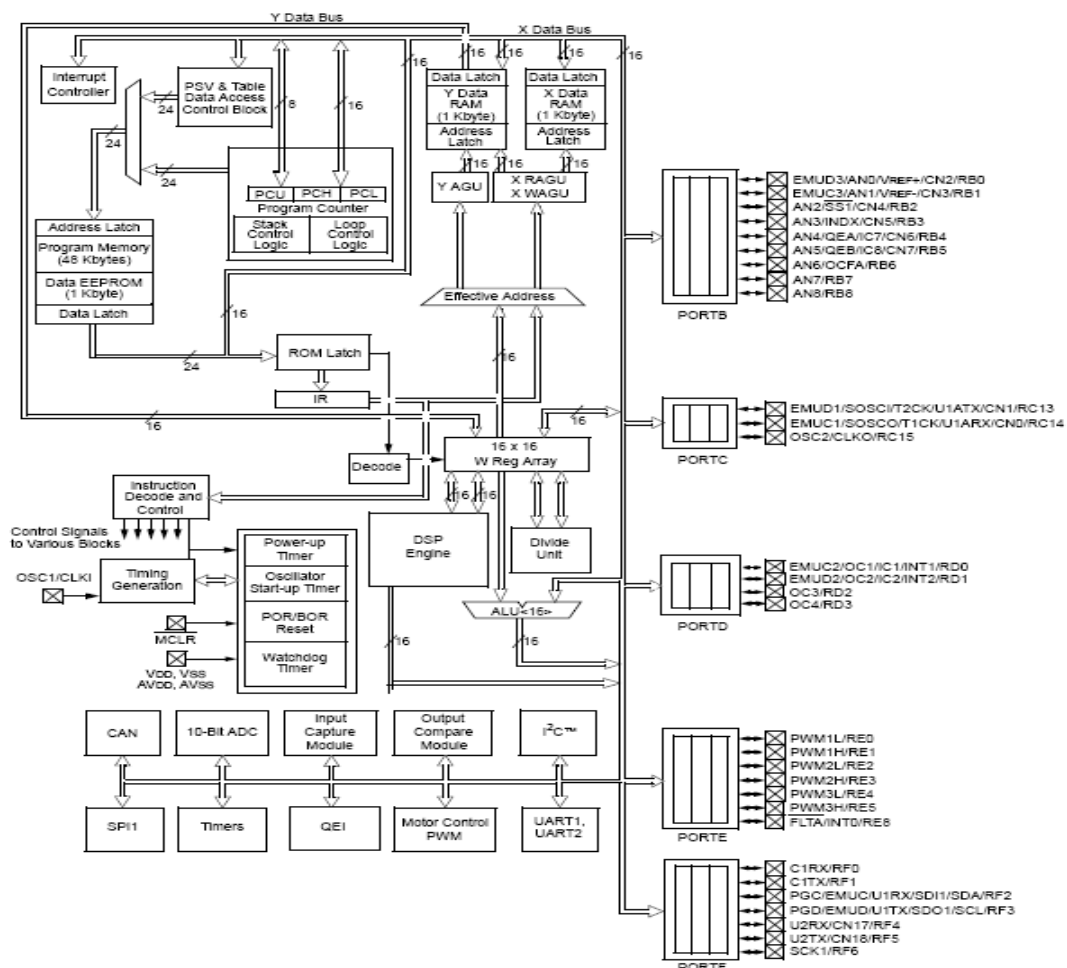 Y Data Bus
X Data Bus
16
16
16
16
16
Interrupt
Controller
PSV & Table
Data Access
Control Block
8
16
24
24
24
Data Latch
Y Data
RAM
(1 Kbyte)
Address
Latch
Data Latch
X Data
RAM
(1 Kbyte)
Address
Latch
16
16
16
Y AGU
X RAGU
X WAGU
PCU
PCH
PCL
Program Counter
Stack
Control
Logic
Loop
Control
Logic
Address Latch
Program Memory
(48 Kbytes)
Data EEPROM
(1 Kbyte)
Data Latch
Effective Address
16
24
ROM Latch
16
IR
16
16
16 x 16
W Reg Array
Decode
Instruction
Decode and
Control
Control Signals
to Various Blocks
16
16
DSP
Engine
Divide
Unit
Power-up
Timer
OSC1/CLKI
Timing
Generation
Oscillator
Start-up Timer
POR/BOR
Reset
MCLR
Watchdog
Timer
VDD, VSS
AVDD, AVSS
ALU<16>
16
16
CAN
10-Bit ADC
Input
Capture
Module
Output
Compare
Module
I²C™
SPI1
Timers
QEI
Motor Control
PWM
UART1,
UART2
EMUD3/AN0/VREF+/CN2/RB0
EMUC3/AN1/VREF-/CN3/RB1
AN2/SS1/CN4/RB2
AN3/INDX/CN5/RB3
AN4/QEA/IC7/CN6/RB4
AN5/QEB/IC8/CN7/RB5
AN6/OCFA/RB6
AN7/RB7
AN8/RB8
PORTB
EMUD1/SOSCI/T2CK/U1ATX/CN1/RC13
EMUC1/SOSCO/T1CK/U1ARX/CN0/RC14
OSC2/CLKO/RC15
PORTC
EMUC2/OC1/IC1/INT1/RD0
EMUD2/OC2/IC2/INT2/RD1
OC3/RD2
OC4/RD3
PORTD
PWM1L/RE0
PWM1H/RE1
PWM2L/RE2
PWM2H/RE3
PWM3L/RE4
PWM3H/RE5
FLTA/INT0/RE8
PORTE
C1RX/RF0
C1TX/RF1
PGC/EMUC/U1RX/SDI1/SDA/RF2
PGD/EMUD/U1TX/SDO1/SCL/RF3
U2RX/CN17/RF4
U2TX/CN18/RF5
SCK1/RF6
PORTF